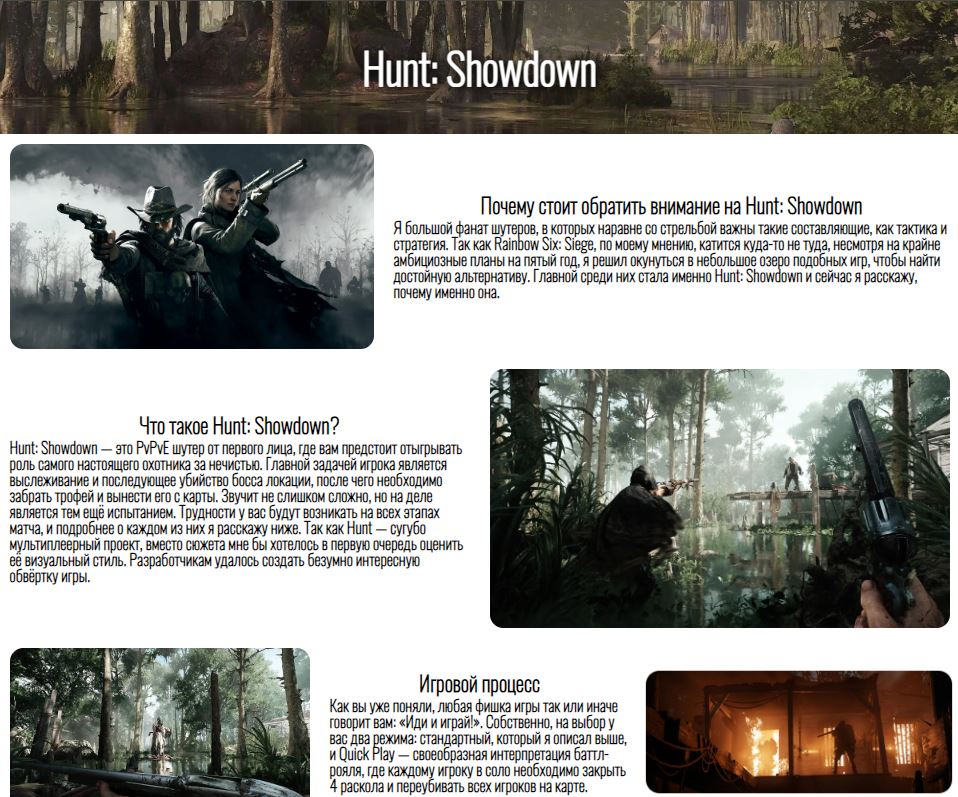 Hunt: Showdown
Почему стоит обратить внимание на Hunt: Showdown
Я большой фанат шутеров, в которых наравне со стрельбой важны такие составляющие, как тактика и
стратегия. Так как Rainbow Six: Siege, по моему мнению, катится куда-то не туда, несмотря на крайне
амбициозные планы на пятый год, я решил окунуться в небольшое озеро подобных игр, чтобы найти
достойную альтернативу. Главной среди них стала именно Hunt: Showdown и сейчас я расскажу,
почему именно она.
Что такое Hunt: Showdown?
Hunt: Showdown — это PvPvE шутер от первого лица, где вам предстоит отыгрывать
роль самого настоящего охотника за нечистью. Главной задачей игрока является
выслеживание и последующее убийство босса локации, после чего необходимо
забрать трофей и вынести его с карты. Звучит не слишком сложно, но на деле
является тем ещё испытанием. Трудности у вас будут возникать на всех этапах
матча, и подробнее о каждом из них я расскажу ниже. Так как Hunt — сугубо
мультиплеерный проект, вместо сюжета мне бы хотелось в первую очередь оценить
её визуальный стиль. Разработчикам удалось создать безумно интересную
обвёртку игры.
Игровой процесс
Как вы уже поняли, любая фишка игры так или иначе
говорит вам: «Иди и играй!». Собственно, на выбор у
вас два режима: стандартный, который я описал выше,
и Quick Play — своеобразная интерпретация баттл-
рояля, где каждому игроку в соло необходимо закрыть
4 раскола и переубивать всех игроков на карте.